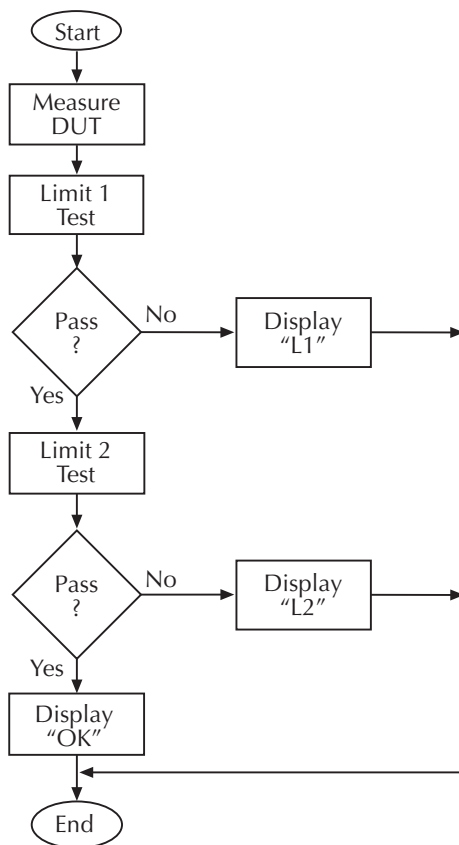 Start
Measure
DUT
Limit 1
Test
Pass
?
No
Display
“L1”
Yes
Limit 2
Test
Pass
?
No
Display
“L2”
Yes
Display
“OK”
End